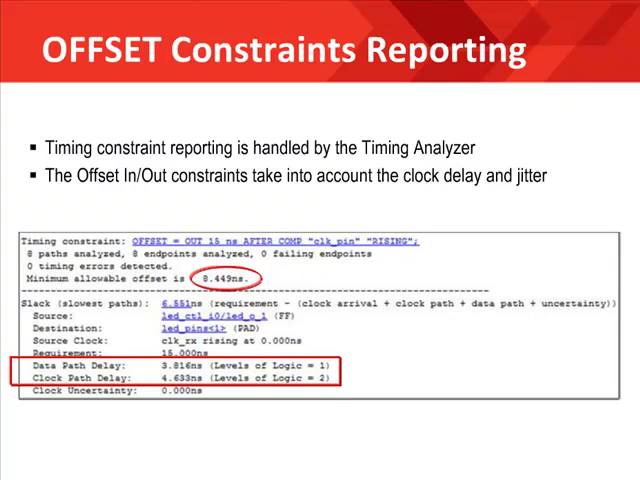 OFFSET Constraints Reporting
▪ Timing constraint reporting is handled by the Timing Analyzer
▪ The Offset In/Out constraints take into account the clock delay and jitter
Timing constraint: OFFSET = OUT 15 ns AFTER COMP "clk_pin" "RISING";
8 paths analyzed, 8 endpoints analyzed, 0 failing endpoints
0 timing errors detected.
Minimum allowable offset is 8.449ns.
Slack (slowest paths): 6.551ns (requirement - (clock arrival + clock path + data path + uncertainty))
Source: led_ctl_i0/led_o_1 (FF)
Destination: led_pins<1> (PAD)
Source Clock: clk_rx rising at 0.000ns
Requirement: 15.000ns
Data Path Delay: 3.816ns (Levels of Logic = 1)
Clock Path Delay: 4.633ns (Levels of Logic = 2)
Clock Uncertainty: 0.000ns